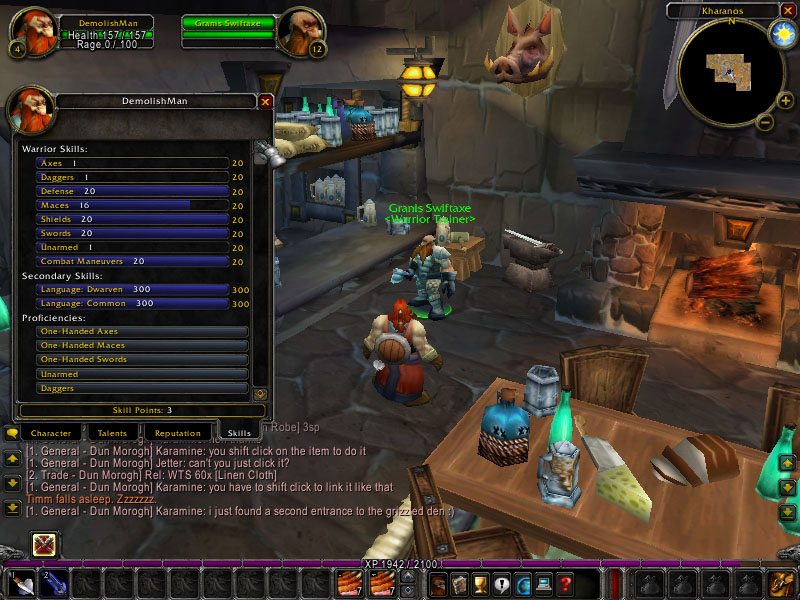 DemolishMan
Health 157 / 157
Rage 0 / 100
4
Granis Swiftaxe
12
Kharanos
N
DemolishMan
Warrior Skills:
Axes 1 20
Daggers 1 20
Defense 20 20
Maces 16 20
Shields 20 20
Swords 20 20
Unarmed 1 20
Combat Maneuvers 20 20
Secondary Skills:
Language: Dwarven 300 300
Language: Common 300 300
Proficiencies:
One-Handed Axes
One-Handed Maces
One-Handed Swords
Unarmed
Daggers
Skill Points: 3
Character Talents Reputation Skills
Granis Swiftaxe
<Warrior Trainer>
Robe] 3sp
[1. General - Dun Morogh] Karamine: you shift click on the item to do it
[1. General - Dun Morogh] Jetter: can't you just click it?
[2. Trade - Dun Morogh] Rel: WTS 60x [Linen Cloth]
[1. General - Dun Morogh] Karamine: you have to shift click to link it like that
Timm falls asleep. Zzzzzzz.
[1. General - Dun Morogh] Karamine: i just found a second entrance to the grizzed den :)
XP 1942 / 2100
1 2 7 7